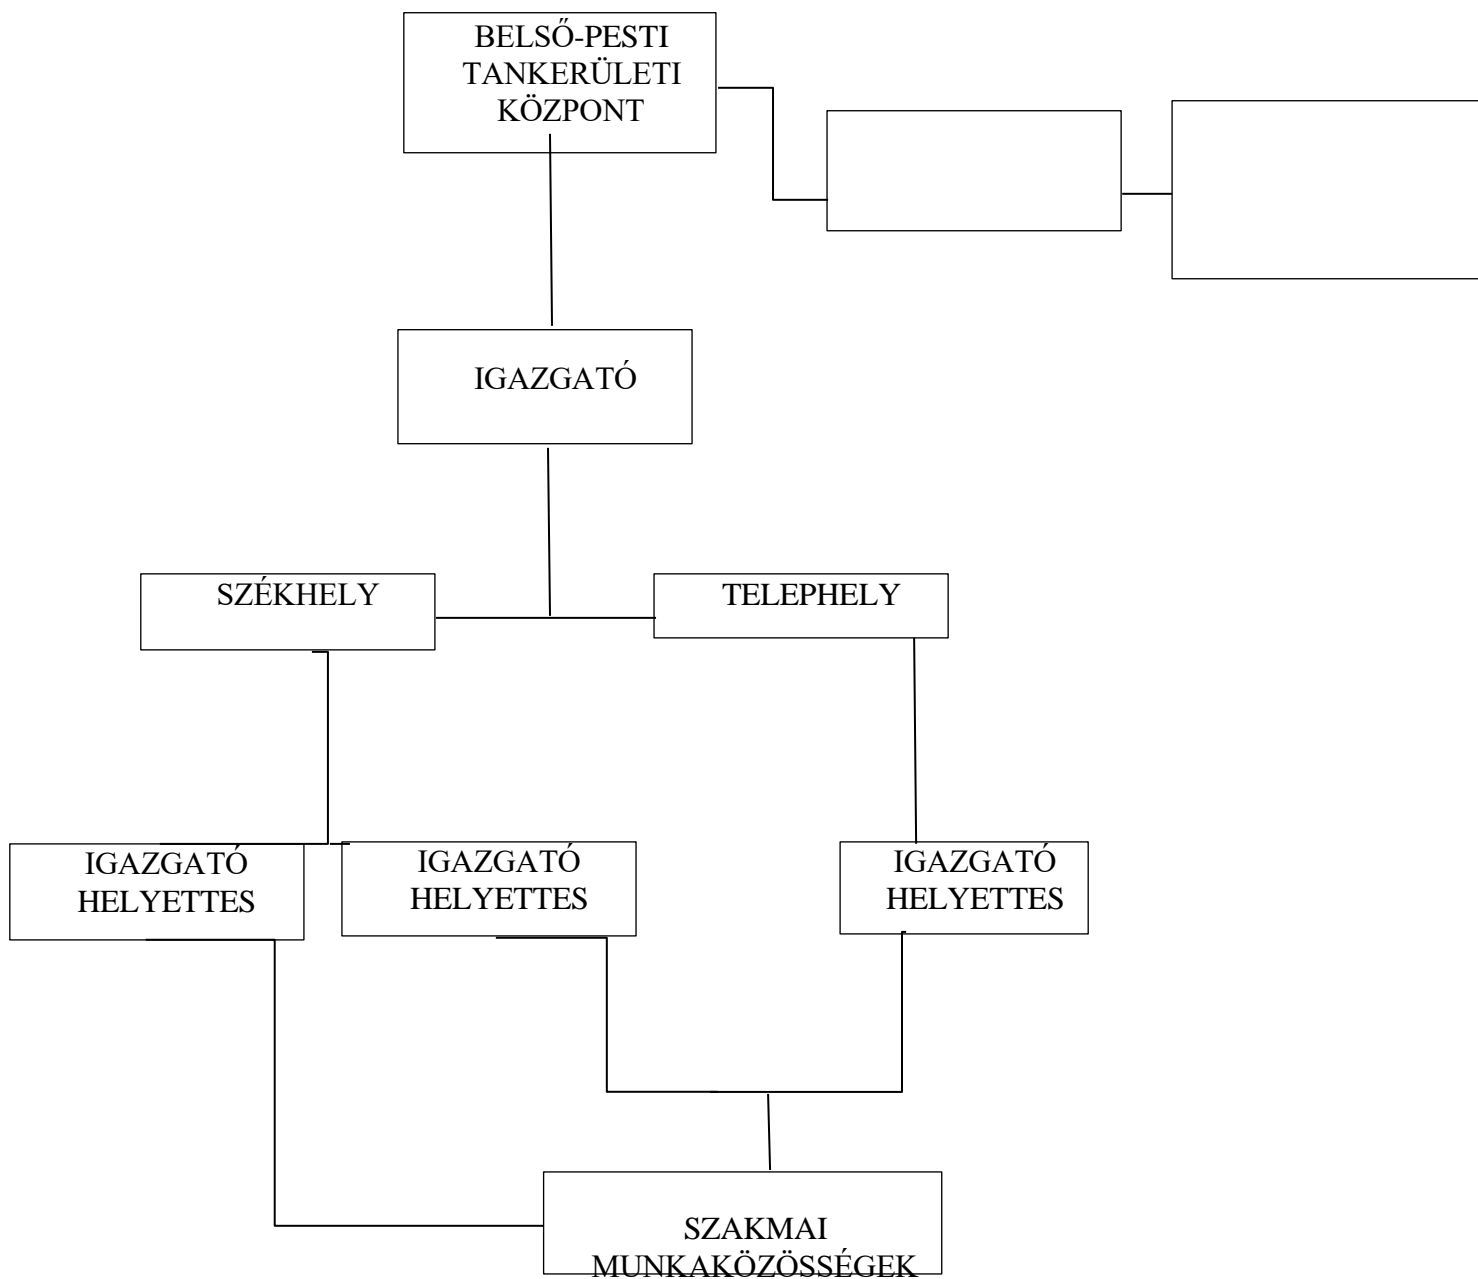 BELSŐ-PESTI
TANKERÜLETI
KÖZPONT
IGAZGATÓ
SZÉKHELY
TELEPHELY
IGAZGATÓ
HELYETTES
IGAZGATÓ
HELYETTES
IGAZGATÓ
HELYETTES
SZAKMAI
MUNKAKÖZÖSSÉGEK